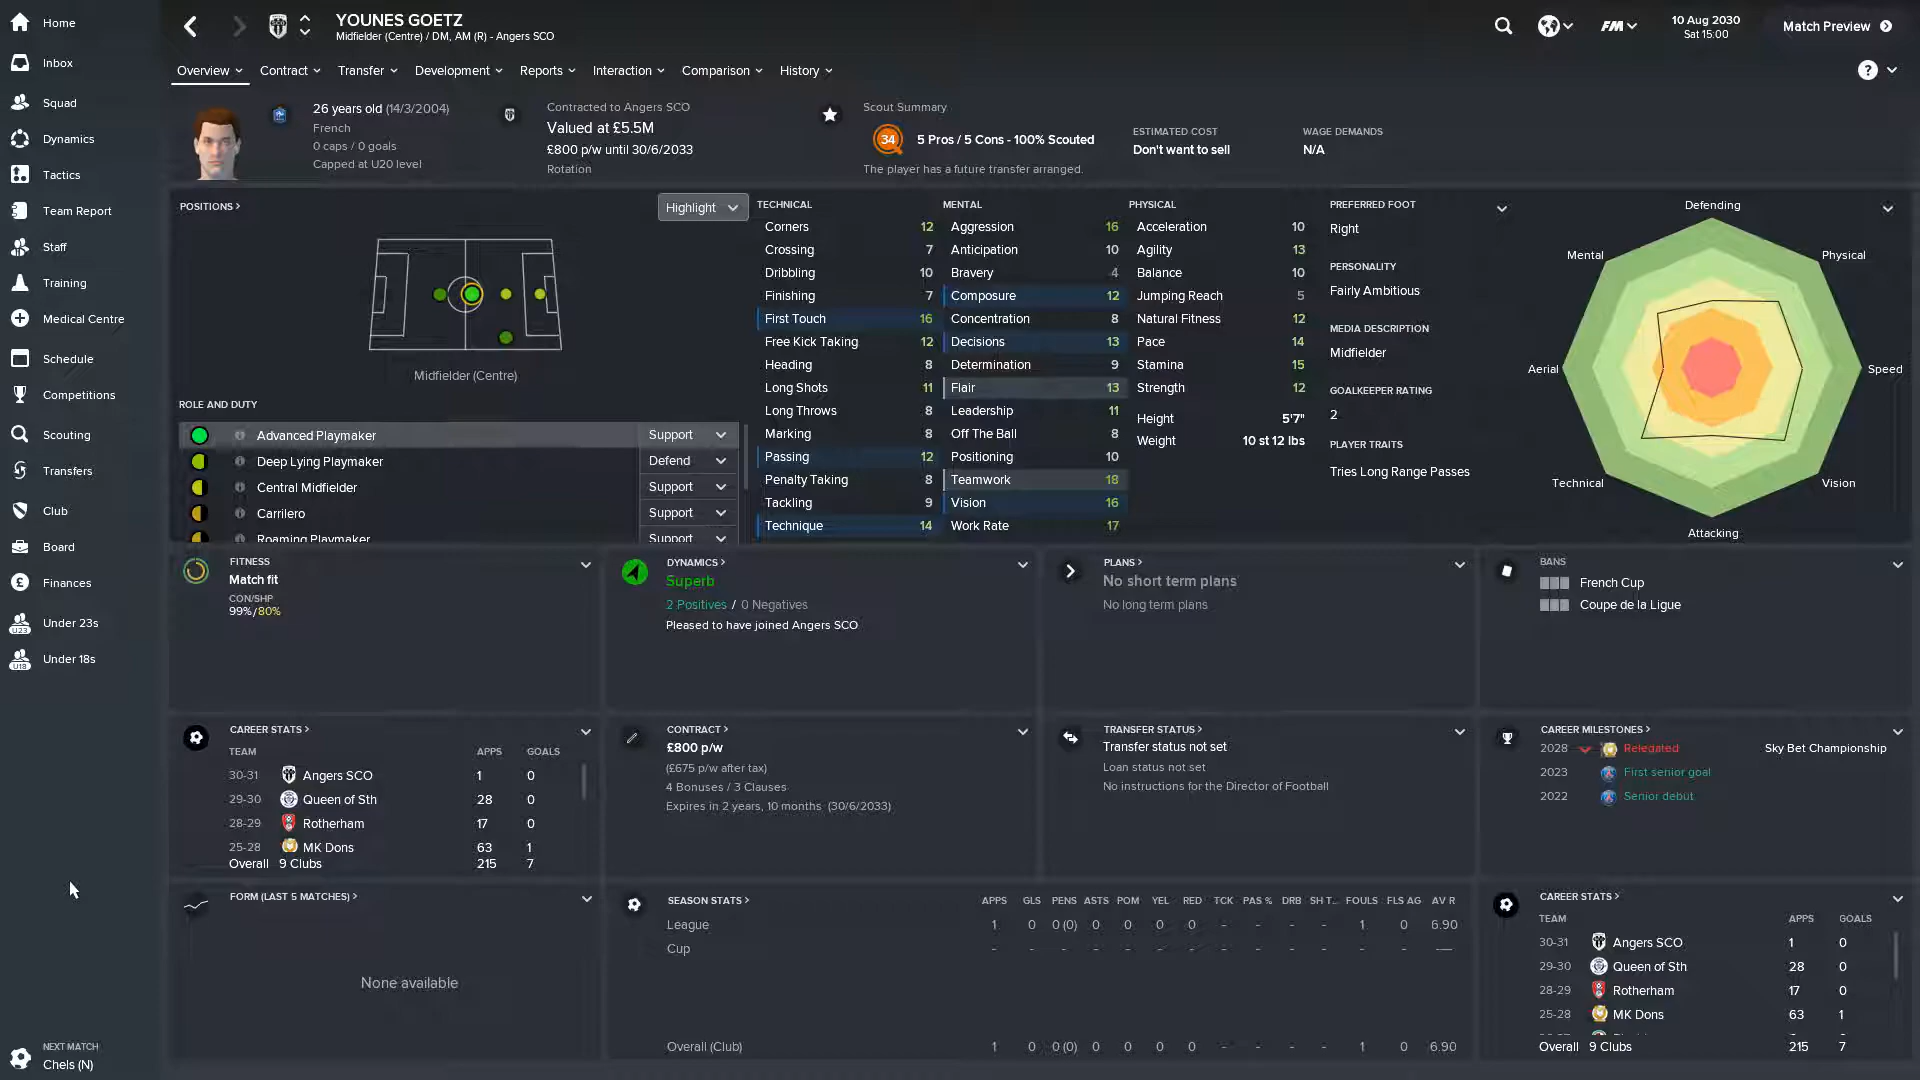 Home
Inbox
Squad
Dynamics
Tactics
Team Report
Staff
Training
Medical Centre
Schedule
Competitions
Scouting
Transfers
Club
Board
Finances
U23
Under 23s
U18
Under 18s
NEXT MATCH
Chels (N)
SCO
YOUNES GOETZ
Midfielder (Centre) / DM, AM (R) - Angers SCO
FM
10 Aug 2030
Sat 15:00
Match Preview
Overview
Contract
Transfer
Development
Reports
Interaction
Comparison
History
?
26 years old (14/3/2004)
French
0 caps / 0 goals
Capped at U20 level
Contracted to Angers SCO
Valued at £5.5M
£800 p/w until 30/6/2033
Rotation
Scout Summary
34
5 Pros / 5 Cons - 100% Scouted
The player has a future transfer arranged.
ESTIMATED COST
Don't want to sell
WAGE DEMANDS
N/A
POSITIONS >
Highlight
Midfielder (Centre)
ROLE AND DUTY
Advanced Playmaker Support
Deep Lying Playmaker Defend
Central Midfielder Support
Carrilero Support
Roaming Playmaker Support
TECHNICAL
Corners 12
Crossing 7
Dribbling 10
Finishing 7
First Touch 16
Free Kick Taking 12
Heading 8
Long Shots 11
Long Throws 8
Marking 8
Passing 12
Penalty Taking 8
Tackling 9
Technique 14
MENTAL
Aggression 16
Anticipation 10
Bravery 4
Composure 12
Concentration 8
Decisions 13
Determination 9
Flair 13
Leadership 11
Off The Ball 8
Positioning 10
Teamwork 18
Vision 16
Work Rate 17
PHYSICAL
Acceleration 10
Agility 13
Balance 10
Jumping Reach 5
Natural Fitness 12
Pace 14
Stamina 15
Strength 12
Height 5'7"
Weight 10 st 12 lbs
PREFERRED FOOT
Right
PERSONALITY
Fairly Ambitious
MEDIA DESCRIPTION
Midfielder
GOALKEEPER RATING
2
PLAYER TRAITS
Tries Long Range Passes
Defending
Mental
Physical
Aerial
Speed
Technical
Vision
Attacking
FITNESS
Match fit
CON/SHP
99%/80%
DYNAMICS >
Superb
2 Positives / 0 Negatives
Pleased to have joined Angers SCO
PLANS >
No short term plans
No long term plans
BANS
French Cup
Coupe de la Ligue
CAREER STATS >
TEAM APPS GOALS
30-31 Angers SCO 1 0
29-30 Queen of Sth 28 0
28-29 Rotherham 17 0
25-28 MK Dons 63 1
Overall 9 Clubs 215 7
CONTRACT >
£800 p/w
(£675 p/w after tax)
4 Bonuses / 3 Clauses
Expires in 2 years, 10 months (30/6/2033)
TRANSFER STATUS >
Transfer status not set
Loan status not set
No instructions for the Director of Football
CAREER MILESTONES >
2028 Relegated Sky Bet Championship
2023 First senior goal
2022 Senior debut
FORM (LAST 5 MATCHES) >
None available
SEASON STATS > APPS GLS PENS ASTS POM YEL RED TCK PAS % DRB SH T... FOULS FLS AG AV R
League 1 0 0 (0) 0 0 0 0 - - - - 1 0 6.90
Cup - - - - - - - - - - - - - ---
Overall (Club) 1 0 0 (0) 0 0 0 0 - - - - 1 0 6.90
CAREER STATS >
TEAM APPS GOALS
30-31 Angers SCO 1 0
29-30 Queen of Sth 28 0
28-29 Rotherham 17 0
25-28 MK Dons 63 1
Overall 9 Clubs 215 7